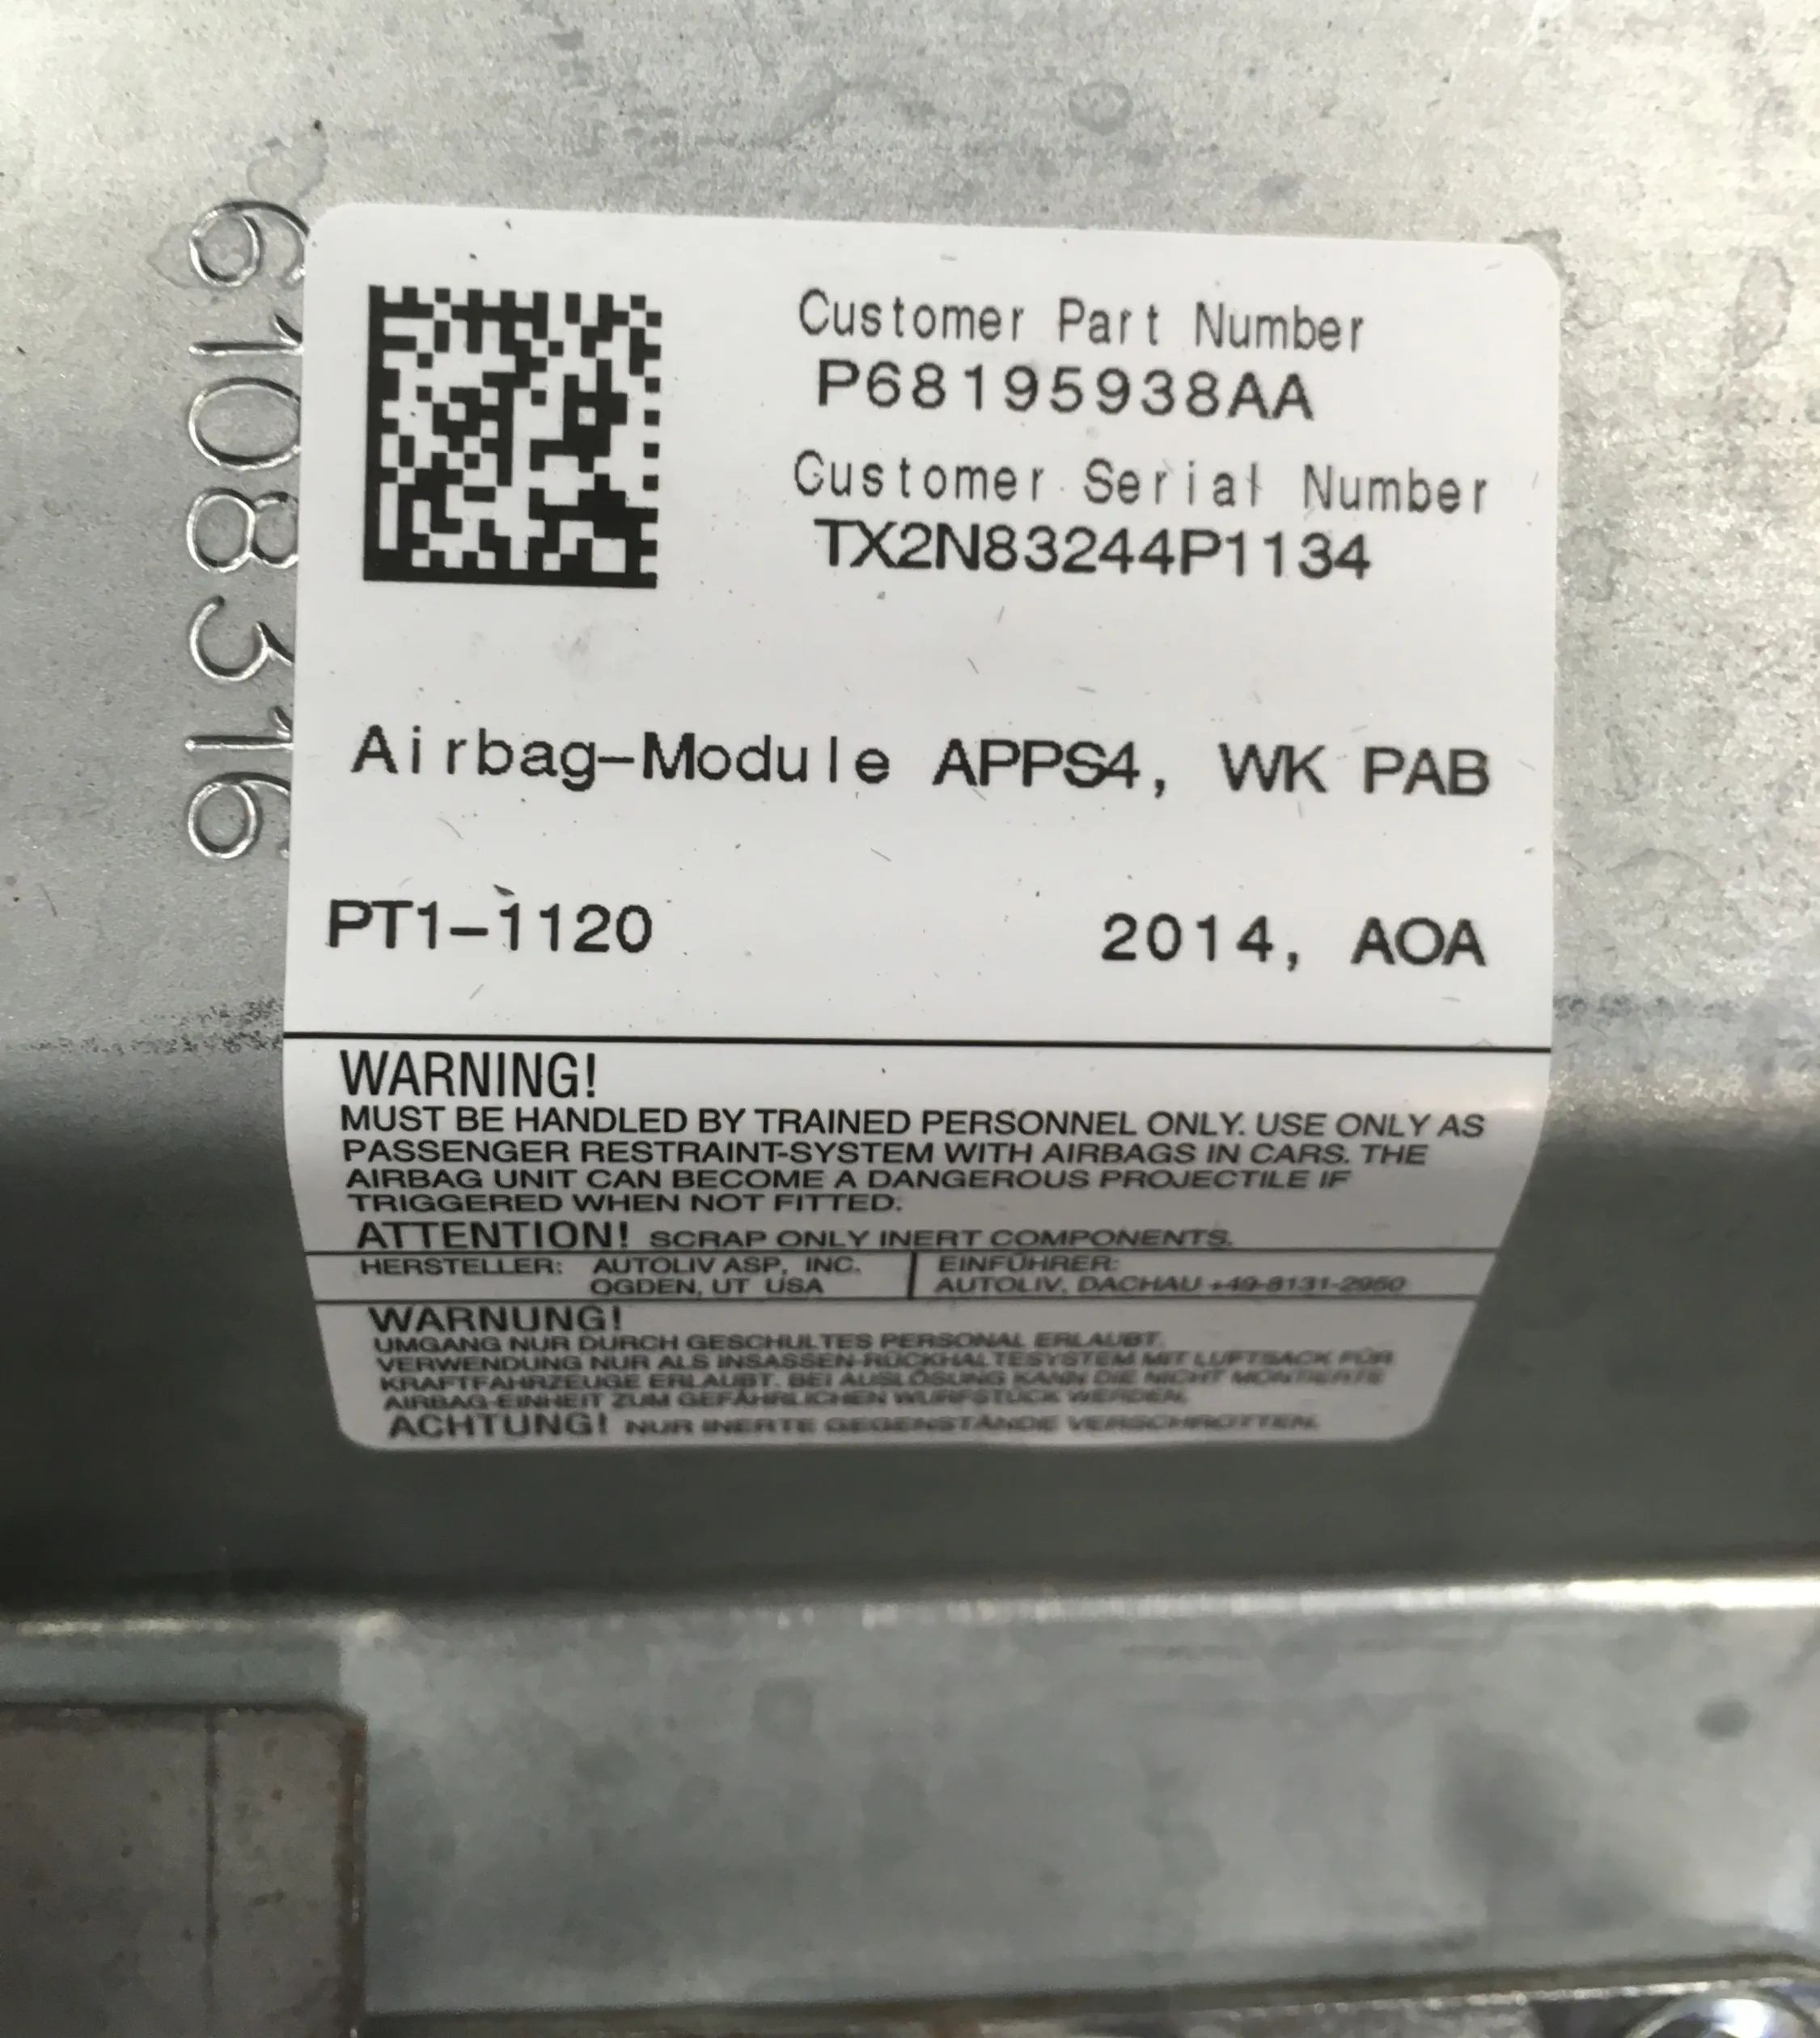 61083 16
Customer Part Number
P68195938AA
Customer Serial Number
TX2N83244P1134
Airbag-Module APPS4, WK PAB
PT1-1120 2014, AOA
WARNING!
MUST BE HANDLED BY TRAINED PERSONNEL ONLY. USE ONLY AS
PASSENGER RESTRAINT-SYSTEM WITH AIRBAGS IN CARS. THE
AIRBAG UNIT CAN BECOME A DANGEROUS PROJECTILE IF
TRIGGERED WHEN NOT FITTED.
ATTENTION! SCRAP ONLY INERT COMPONENTS.
HERSTELLER: AUTOLIV ASP, INC. EINFÜHRER:
OGDEN, UT USA AUTOLIV, DACHAU +49-8131-2950
WARNUNG!
UMGANG NUR DURCH GESCHULTES PERSONAL ERLAUBT.
VERWENDUNG NUR ALS INSASSEN-RÜCKHALTESYSTEM MIT LUFTSACK FÜR
KRAFTFAHRZEUGE ERLAUBT. BEI AUSLÖSUNG KANN DIE NICHT MONTIERTE
AIRBAG-EINHEIT ZUM GEFÄHRLICHEN WURFSTÜCK WERDEN.
ACHTUNG! NUR INERTE GEGENSTÄNDE VERSCHROTTEN.